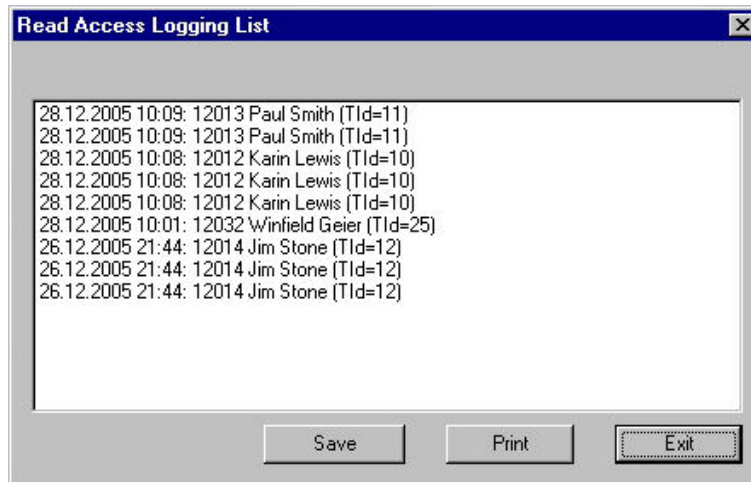 Read Access Logging List
28.12.2005 10:09: 12013 Paul Smith (TId=11)
28.12.2005 10:09: 12013 Paul Smith (TId=11)
28.12.2005 10:08: 12012 Karin Lewis (TId=10)
28.12.2005 10:08: 12012 Karin Lewis (TId=10)
28.12.2005 10:08: 12012 Karin Lewis (TId=10)
28.12.2005 10:01: 12032 Winfield Geier (TId=25)
26.12.2005 21:44: 12014 Jim Stone (TId=12)
26.12.2005 21:44: 12014 Jim Stone (TId=12)
26.12.2005 21:44: 12014 Jim Stone (TId=12)
Save Print Exit